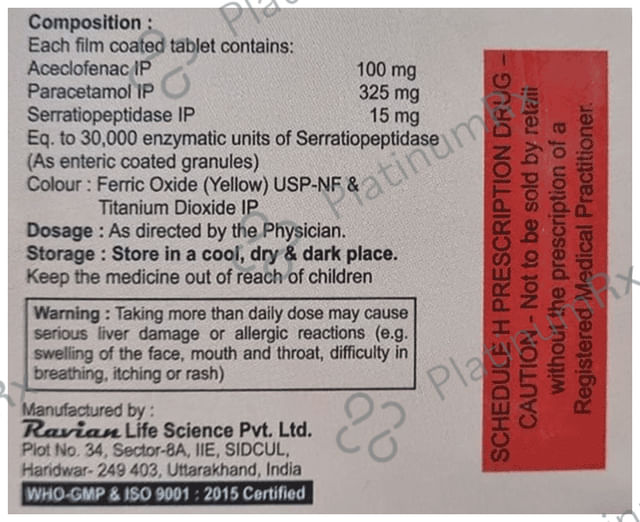 Composition :
Each film coated tablet contains:
Aceclofenac IP 100 mg
Paracetamol IP 325 mg
Serratiopeptidase IP 15 mg
Eq. to 30,000 enzymatic units of Serratiopeptidase
(As enteric coated granules)
Colour : Ferric Oxide (Yellow) USP-NF &
Titanium Dioxide IP
Dosage : As directed by the Physician.
Storage : Store in a cool, dry & dark place.
Keep the medicine out of reach of children
Warning : Taking more than daily dose may cause
serious liver damage or allergic reactions (e.g.
swelling of the face, mouth and throat, difficulty in
breathing, itching or rash)
Manufactured by :
Ravian Life Science Pvt. Ltd.
Plot No. 34, Sector-8A, IIE, SIDCUL,
Haridwar- 249 403, Uttarakhand, India
WHO-GMP & ISO 9001 : 2015 Certified
SCHEDULE H PRESCRIPTION DRUG –
CAUTION - Not to be sold by retail
without the prescription of a
Registered Medical Practitioner.
PlatinumRx
PlatinumRx